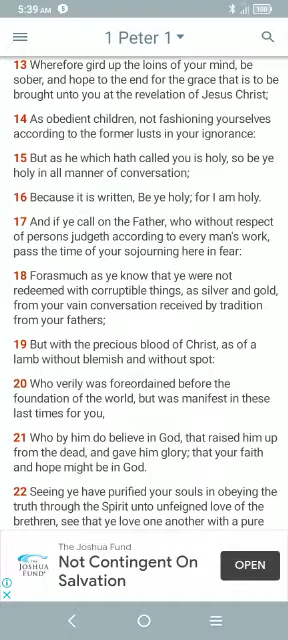 5:39 AM
100
1 Peter 1
13 Wherefore gird up the loins of your mind, be
sober, and hope to the end for the grace that is to be
brought unto you at the revelation of Jesus Christ;
14 As obedient children, not fashioning yourselves
according to the former lusts in your ignorance:
15 But as he which hath called you is holy, so be ye
holy in all manner of conversation;
16 Because it is written, Be ye holy; for I am holy.
17 And if ye call on the Father, who without respect
of persons judgeth according to every man's work,
pass the time of your sojourning here in fear:
18 Forasmuch as ye know that ye were not
redeemed with corruptible things, as silver and gold,
from your vain conversation received by tradition
from your fathers;
19 But with the precious blood of Christ, as of a
lamb without blemish and without spot:
20 Who verily was foreordained before the
foundation of the world, but was manifest in these
last times for you,
21 Who by him do believe in God, that raised him up
from the dead, and gave him glory; that your faith
and hope might be in God.
22 Seeing ye have purified your souls in obeying the
truth through the Spirit unto unfeigned love of the
brethren, see that ye love one another with a pure
The Joshua Fund
Not Contingent On
Salvation
OPEN
THE
JOSHUA
FUND